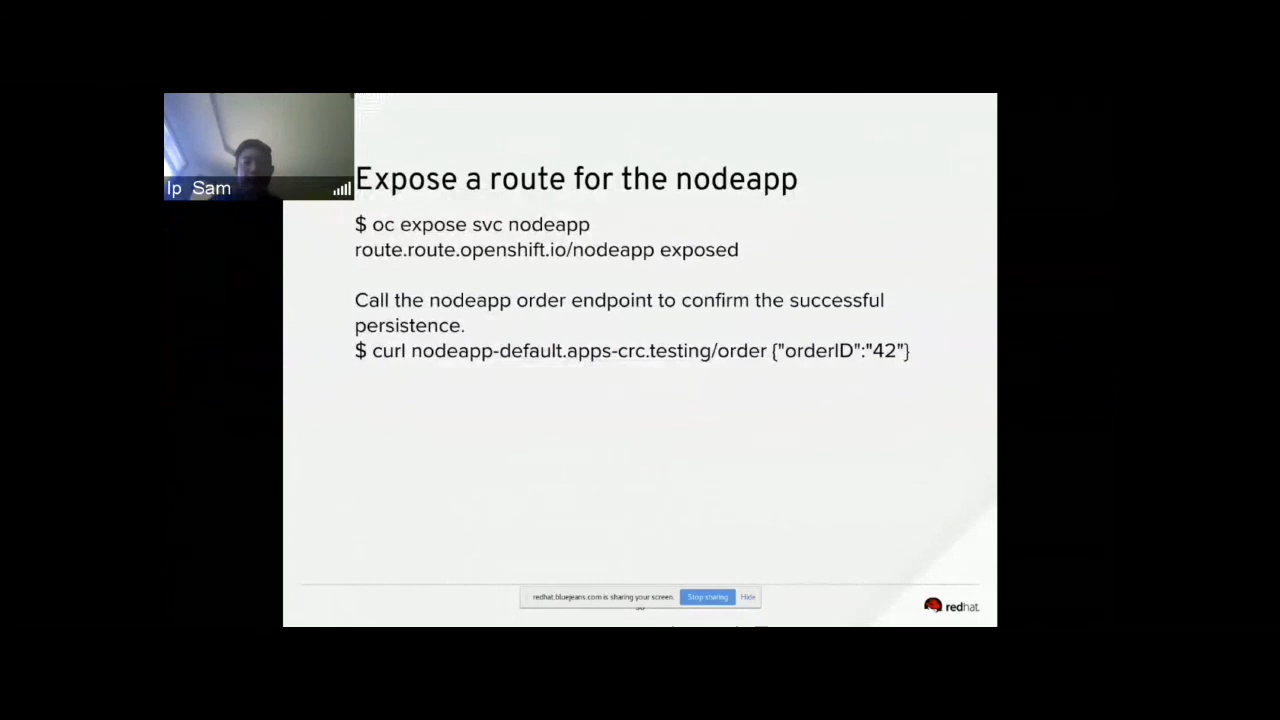 Ip Sam
Expose a route for the nodeapp
$ oc expose svc nodeapp
route.route.openshift.io/nodeapp exposed
Call the nodeapp order endpoint to confirm the successful
persistence.
$ curl nodeapp-default.apps-crc.testing/order {"orderID":"42"}
redhat.bluejeans.com is sharing your screen. Stop sharing Hide
redhat.